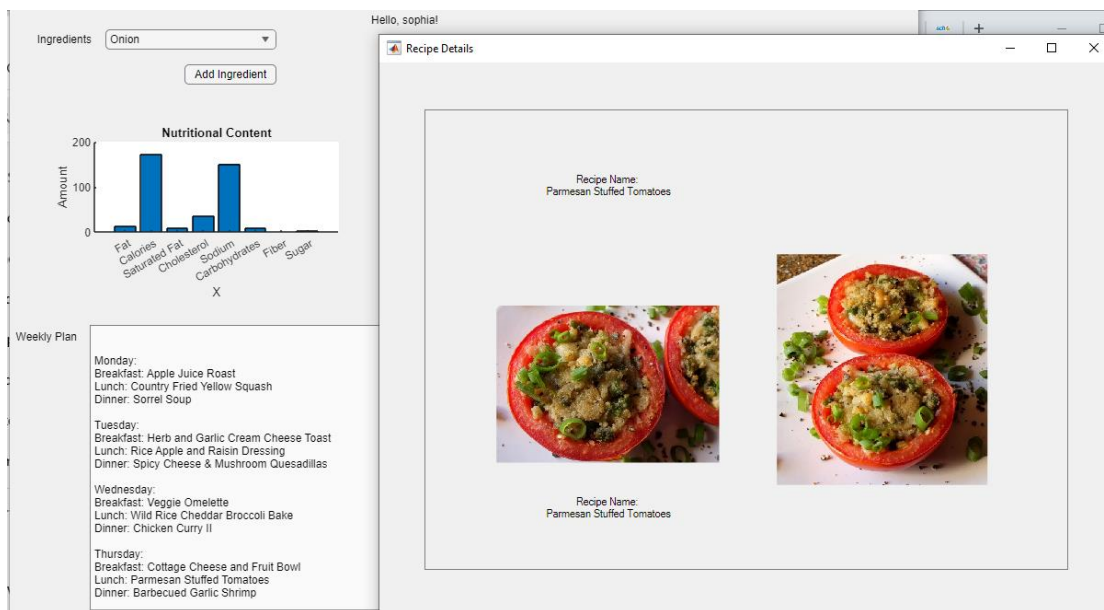 Hello, sophia!
Ingredients
Onion
Add Ingredient
Nutritional Content
200
100
0
Amount
Fat
Calories
Saturated Fat
Cholesterol
Sodium
Carbohydrates
Fiber
Sugar
X
Weekly Plan
Monday:
Breakfast: Apple Juice Roast
Lunch: Country Fried Yellow Squash
Dinner: Sorrel Soup
Tuesday:
Breakfast: Herb and Garlic Cream Cheese Toast
Lunch: Rice Apple and Raisin Dressing
Dinner: Spicy Cheese & Mushroom Quesadillas
Wednesday:
Breakfast: Veggie Omelette
Lunch: Wild Rice Cheddar Broccoli Bake
Dinner: Chicken Curry II
Thursday:
Breakfast: Cottage Cheese and Fruit Bowl
Lunch: Parmesan Stuffed Tomatoes
Dinner: Barbecued Garlic Shrimp
Recipe Details
Recipe Name:
Parmesan Stuffed Tomatoes
Recipe Name:
Parmesan Stuffed Tomatoes